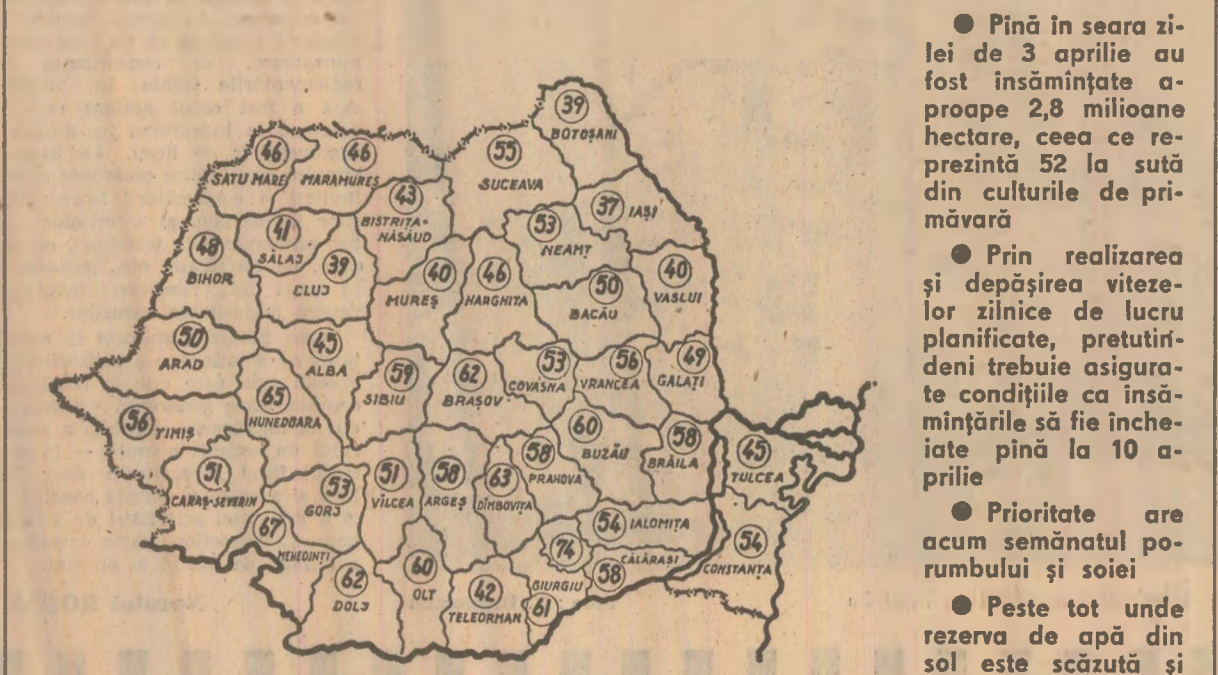 39
BOTOȘANI
46
SATU MARE
46
MARAMUREȘ
55
SUCEAVA
43
BISTRIȚA-
NĂSĂUD
37 IAȘI
53
NEAMȚ
48
BIHOR
41
SĂLAJ
39
CLUJ
40
MUREȘ
46
HARGHITA
50
BACĂU
40
VASLUI
50
ARAD
45
ALBA
59
SIBIU
62
BRAȘOV
53
COVASNA
56
VRANCEA
49
GALAȚI
65
HUNEDOARA
56 TIMIȘ
60
BUZĂU
58
BRĂILA
45
TULCEA
51
CARAȘ-SEVERIN
53
GORJ
51
VÎLCEA
58
ARGEȘ
63
DÎMBOVIȚA
58
PRAHOVA
67
MEHEDINȚI
54 IALOMIȚA
74
CĂLĂRAȘI
58
54
CONSTANȚA
62
DOLJ
60
OLT
42
TELEORMAN
GIURGIU
61
● Pînă în seara zi-
lei de 3 aprilie au
fost însămînțate a-
proape 2,8 milioane
hectare, ceea ce re-
prezintă 52 la sută
din culturile de pri-
măvară
● Prin realizarea
și depășirea viteze-
lor zilnice de lucru
planificate, pretutin-
deni trebuie asigura-
te condițiile ca însă-
mînțările să fie înche-
iate pînă la 10 a-
prilie
● Prioritate are
acum semănatul po-
rumbului și soiei
● Peste tot unde
rezerva de apă din
sol este scăzută și